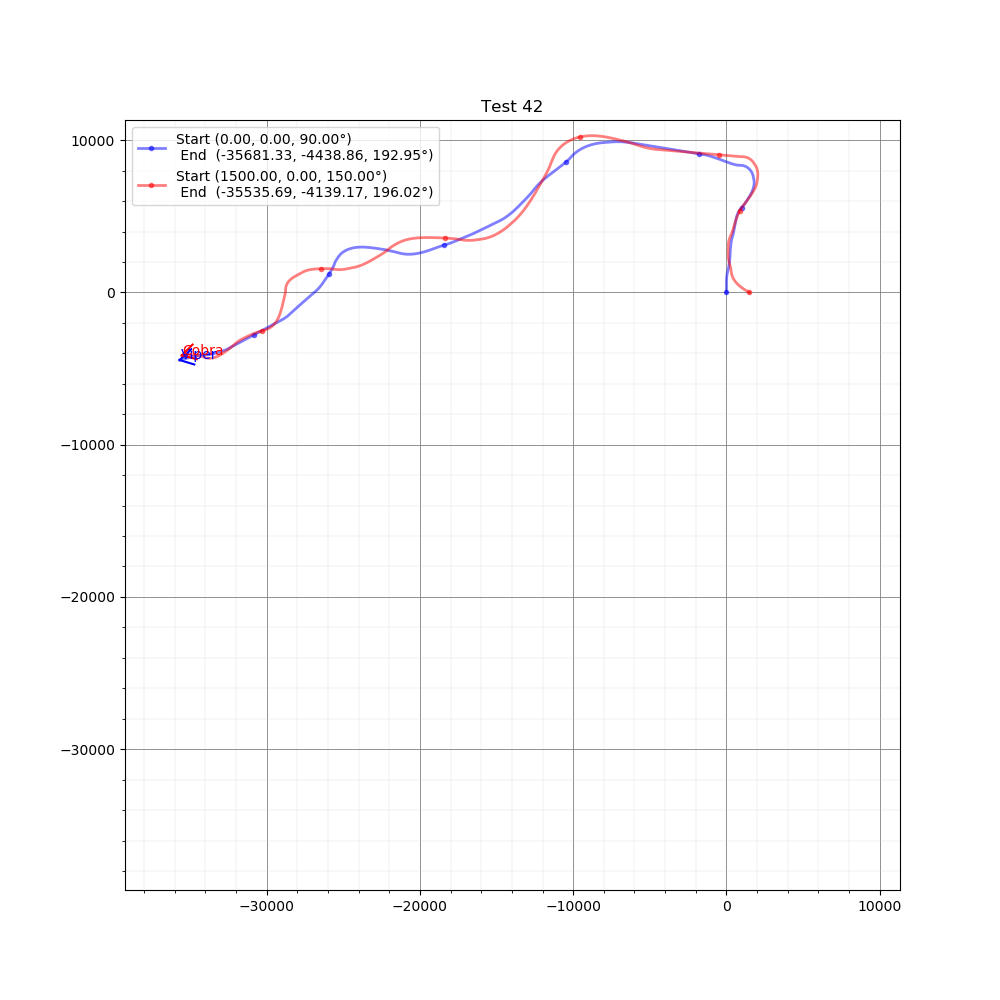 Test 42
Start (0.00, 0.00, 90.00°)
End  (-35681.33, -4438.86, 192.95°)
Start (1500.00, 0.00, 150.00°)
End  (-35535.69, -4139.17, 196.02°)
10000
0
−10000
−20000
−30000
Cobra
Viper
−30000
−20000
−10000
0
10000